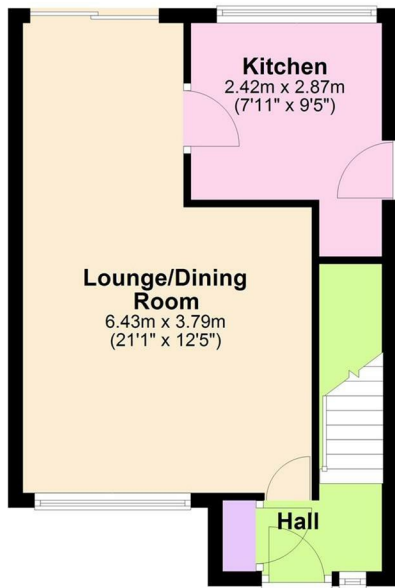 Kitchen
2.42m x 2.87m
(7'11" x 9'5")
Lounge/Dining
Room
6.43m x 3.79m
(21'1" x 12'5")
Hall